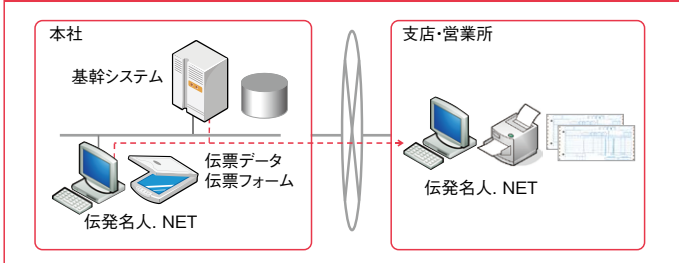 本社
基幹システム
伝票データ
伝票フォーム
伝発名人. NET
支店・営業所
伝発名人. NET